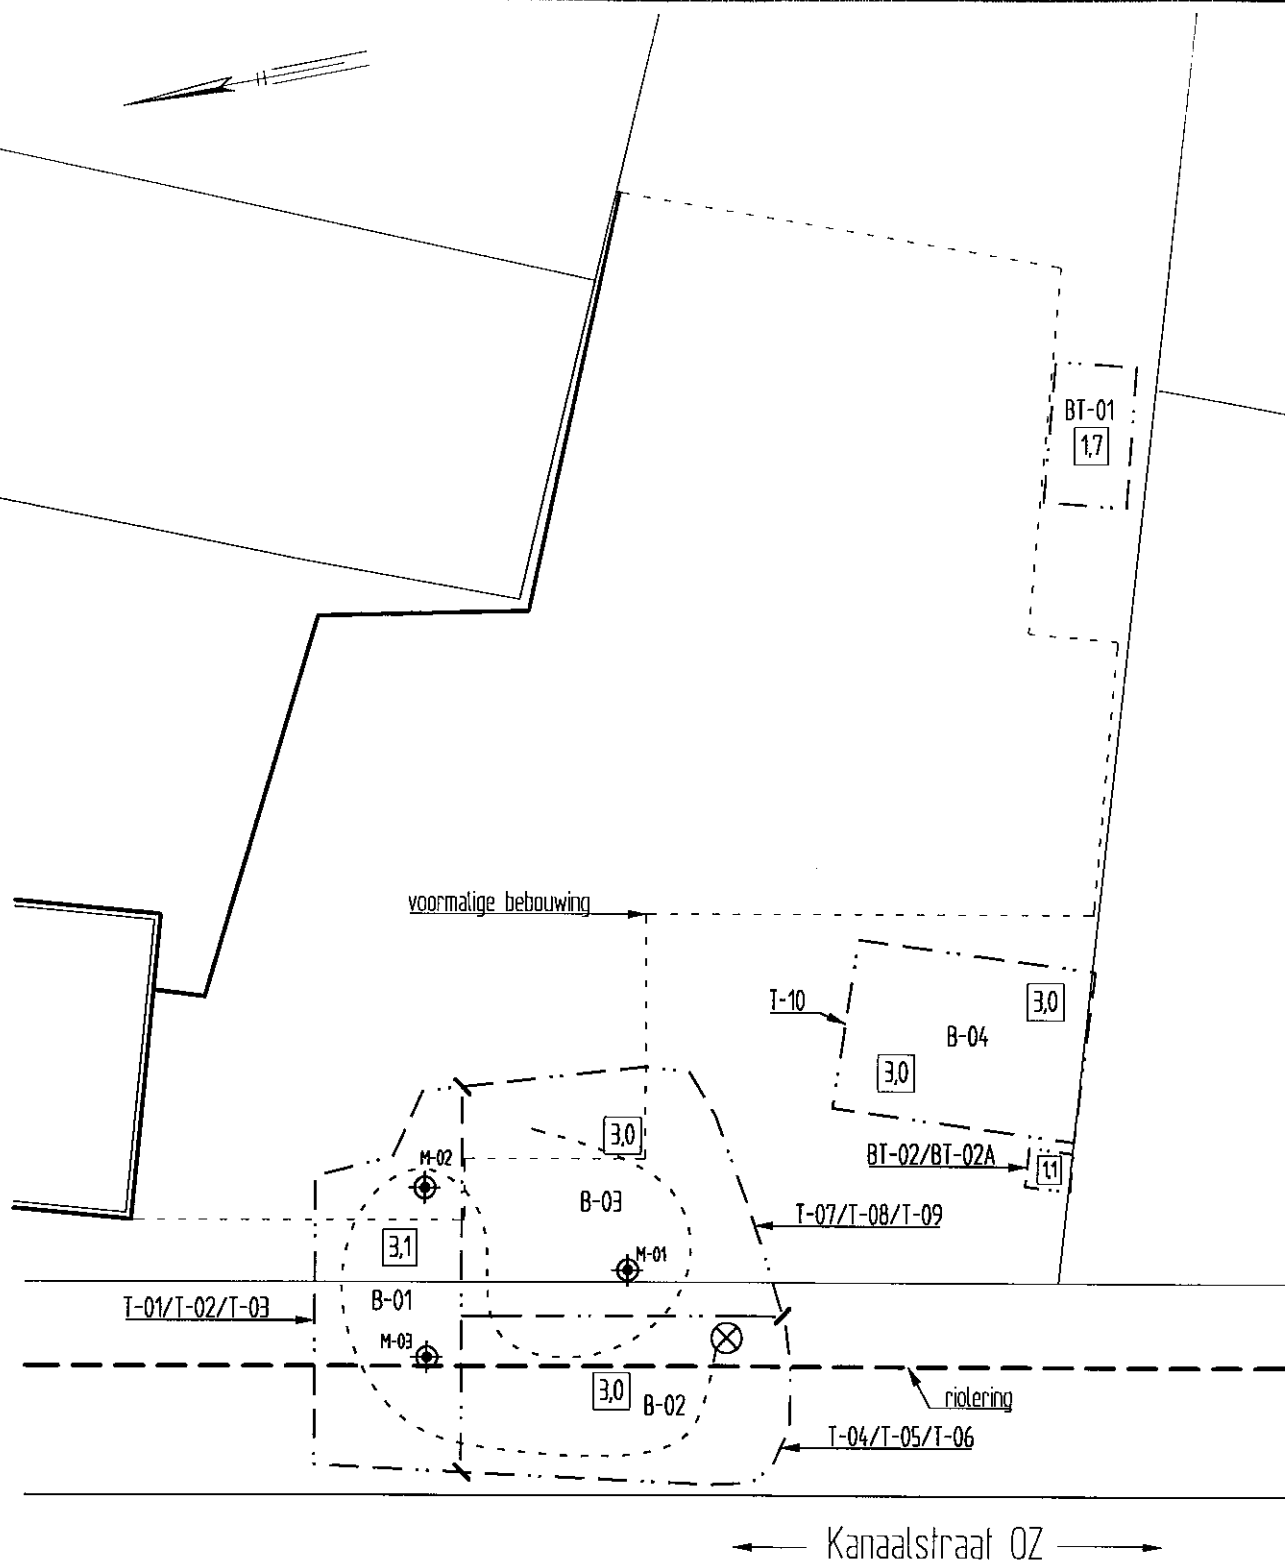 BT-01
1,7
voormalige bebouwing
T-10
3,0
B-04
3,0
3,0
BT-02/BT-02A
1,1
M-02
B-03
T-07/T-08/T-09
3,1
M-01
T-01/T-02/T-03
B-01
M-03
3,0
B-02
riolering
T-04/T-05/T-06
Kanaalstraat OZ